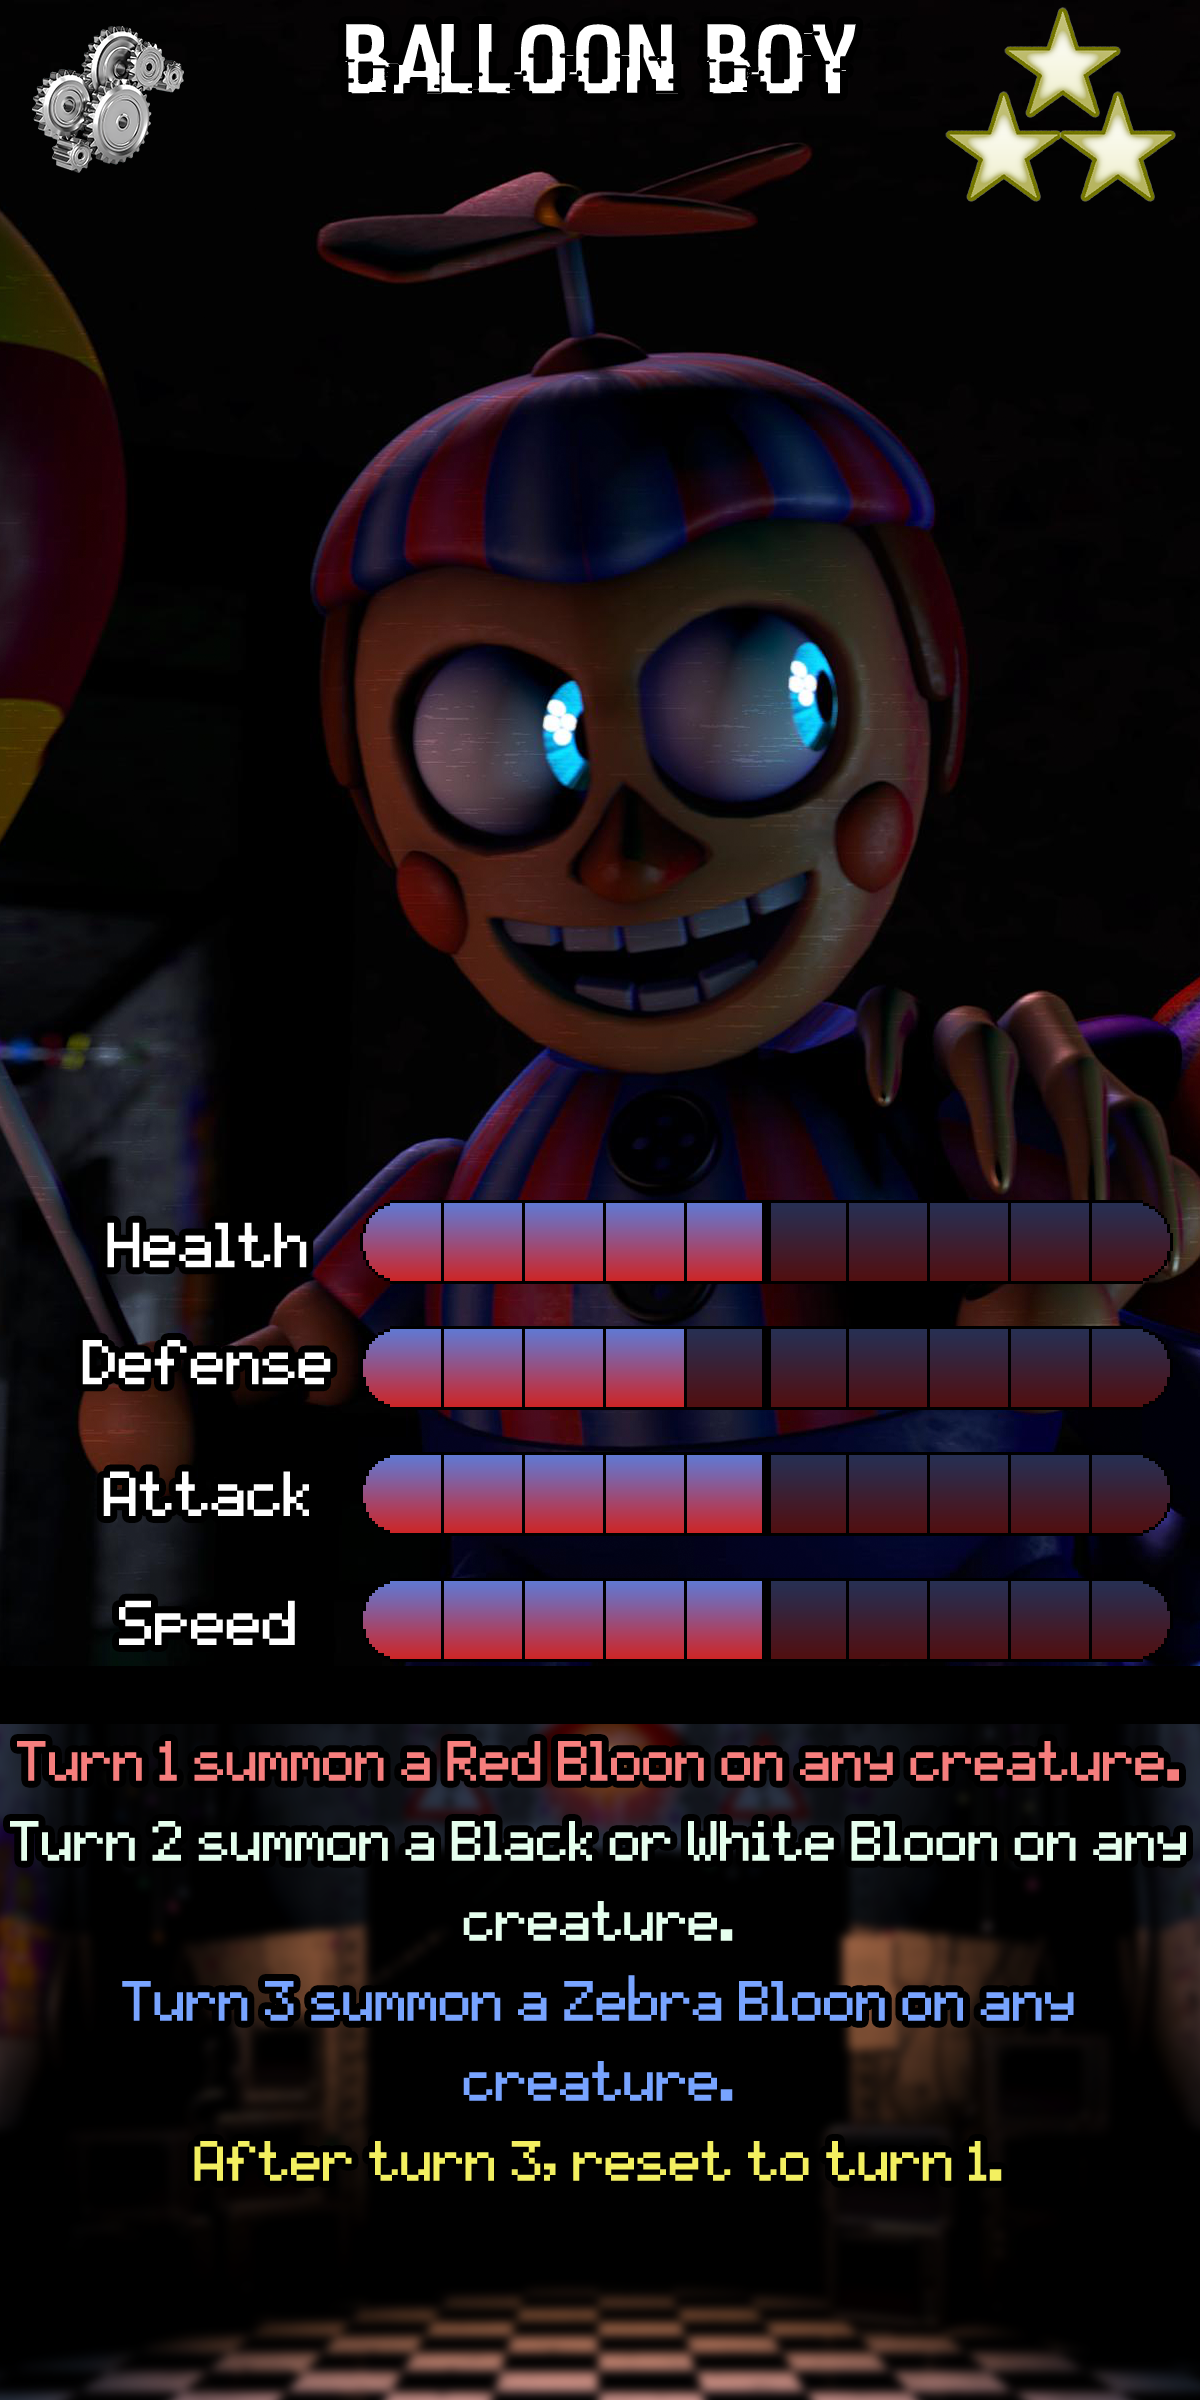 BALLOON BOY
Health
Defense
Attack
Speed
Turn 1 summon a Red Bloon on any creature.
Turn 2 summon a Black or White Bloon on any
creature.
Turn 3 summon a Zebra Bloon on any
creature.
After turn 3, reset to turn 1.